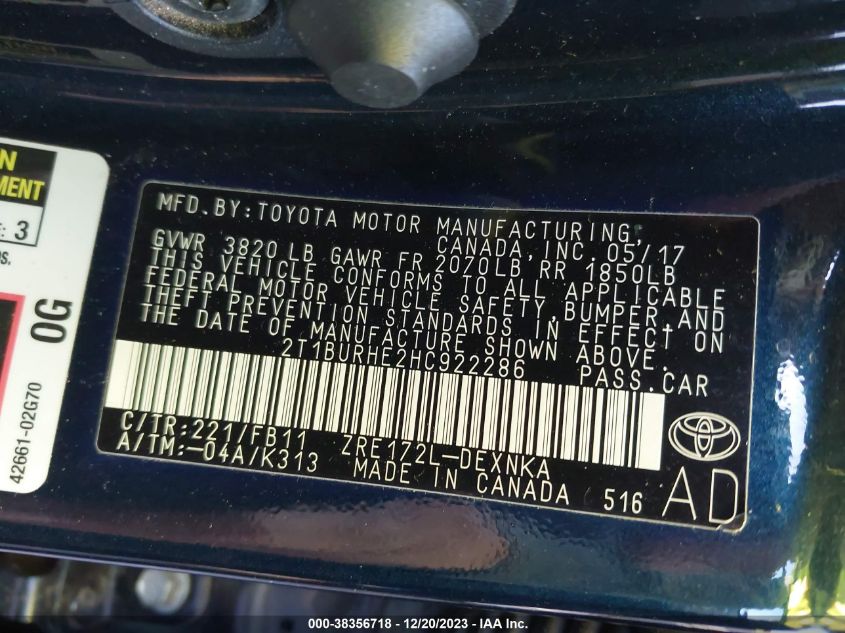 N
MENT
: 3
S.
OG
42661-02G70
MFD.BY:TOYOTA MOTOR MANUFACTURING,
CANADA, INC. 05/17
GVWR 3820 LB GAWR FR 2070LB RR 1850LB
THIS VEHICLE CONFORMS TO ALL APPLICABLE
FEDERAL MOTOR VEHICLE SAFETY, BUMPER, AND
THEFT PREVENTION STANDARDS IN EFFECT ON
THE DATE OF MANUFACTURE SHOWN ABOVE.
2T1BURHE2HC922286 PASS.CAR
C/TR:221/FB11 ZRE172L-DEXNKA
A/TM:-04A/K313 MADE IN CANADA 516 AD
000-38356718 - 12/20/2023 - IAA Inc.